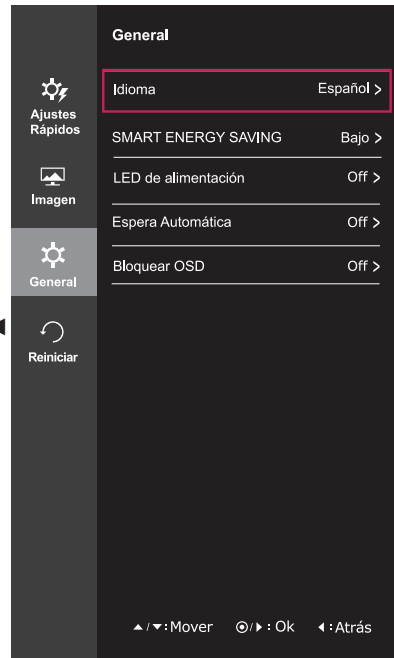 General
Idioma Español >
SMART ENERGY SAVING Bajo >
LED de alimentación Off >
Espera Automática Off >
Bloquear OSD Off >
Ajustes
Rápidos
Imagen
General
Reiniciar
▲/▼:Mover ⊙/▶:Ok ◀:Atrás